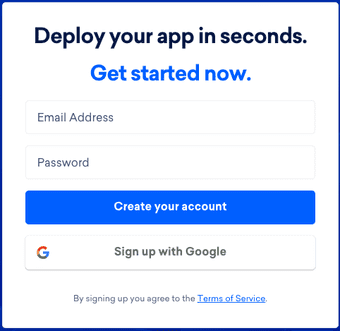 Deploy your app in seconds.
Get started now.
Email Address
Password
Create your account
Sign up with Google
By signing up you agree to the Terms of Service.